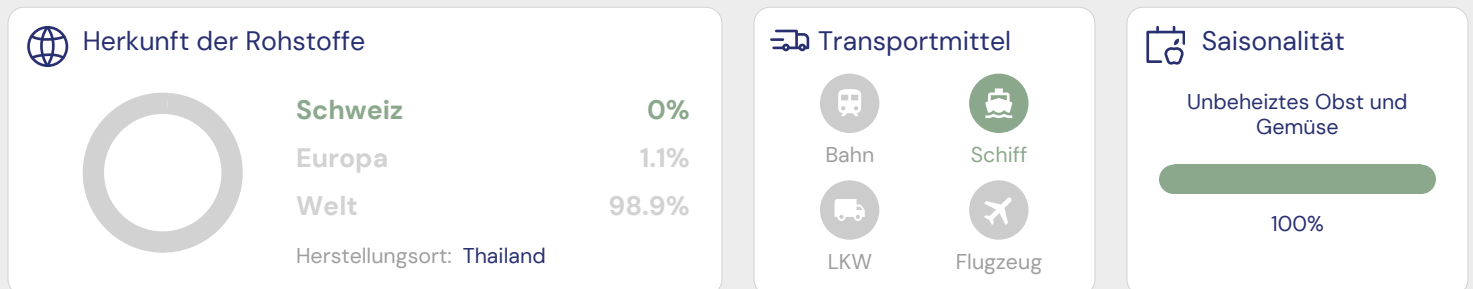 Herkunft der Rohstoffe
Schweiz 0%
Europa 1.1%
Welt 98.9%
Herstellungsort: Thailand
Transportmittel
Bahn Schiff
LKW Flugzeug
Saisonalität
Unbeheiztes Obst und
Gemüse
100%